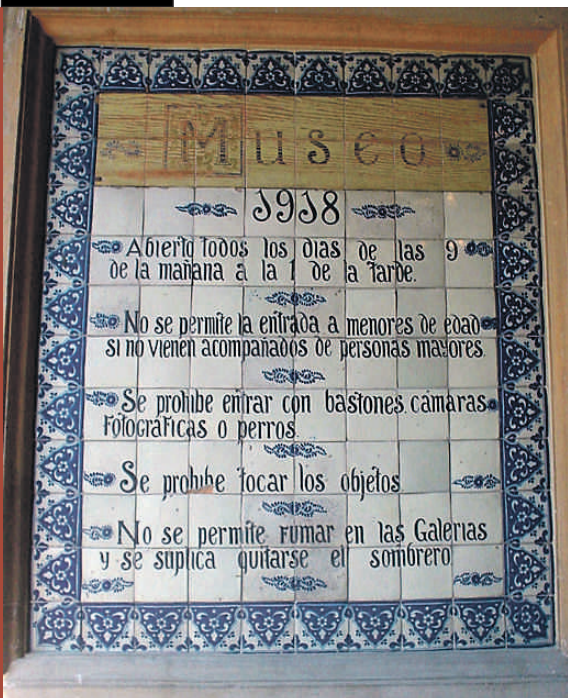 Museo
1918
Abierto todos los dias de las 9
de la mañana a la 1 de la tarde.
No se permite la entrada a menores de edad
si no vienen acompañados de personas mayores
Se prohibe entrar con bastones cámaras
fotograficas o perros
Se prohibe tocar los objetos
No se permite fumar en las Galerias
y se suplica quitarse el sombrero